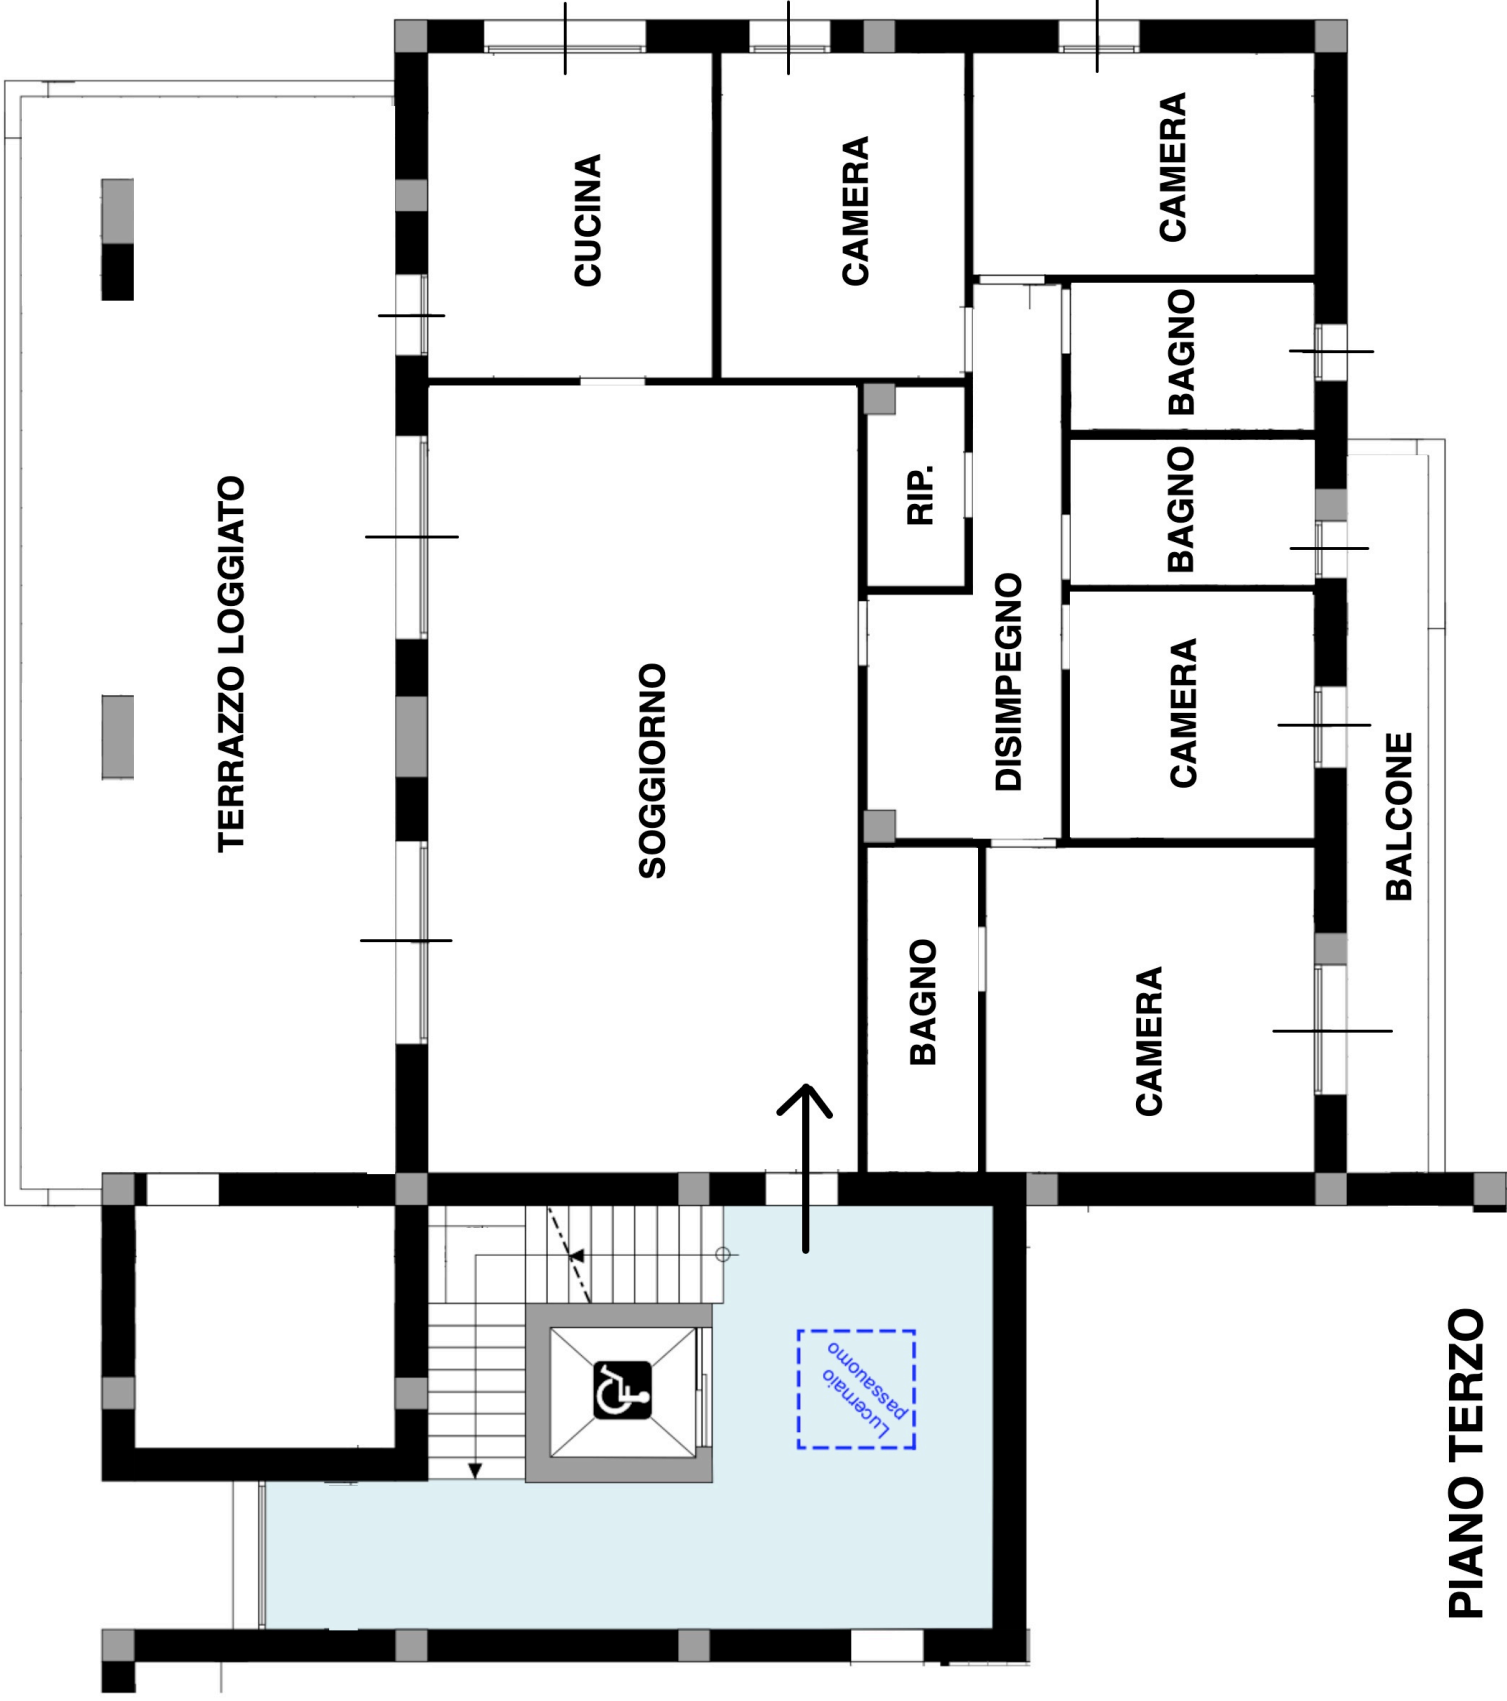 CUCINA
CAMERA
CAMERA
BAGNO
BAGNO
RIP.
TERRAZZO LOGGIATO
SOGGIORNO
DISIMPEGNO
CAMERA
BALCONE
BAGNO
CAMERA
Lucernaio
passauomo
PIANO TERZO